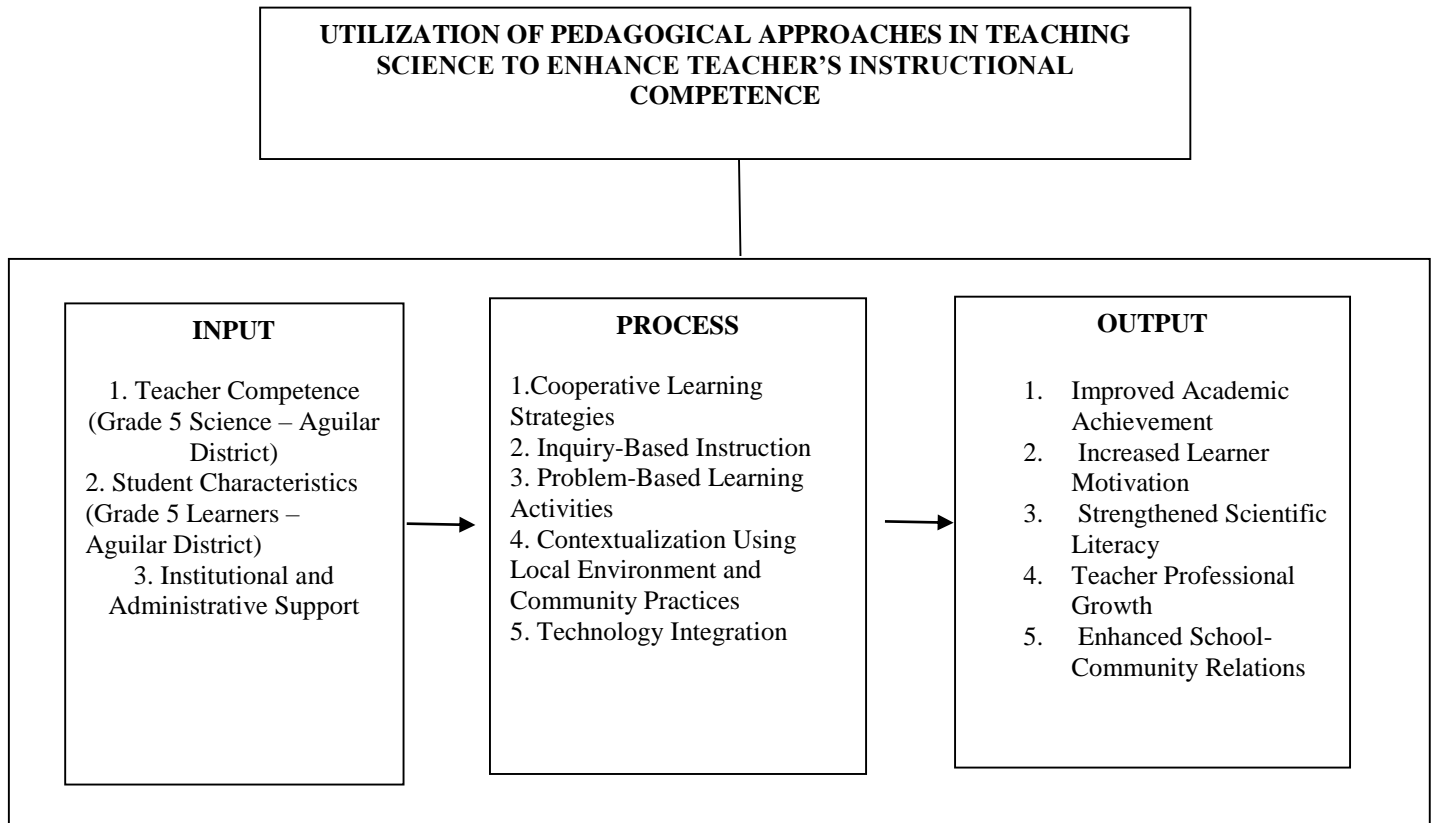 UTILIZATION OF PEDAGOGICAL APPROACHES IN TEACHING
SCIENCE TO ENHANCE TEACHER’S INSTRUCTIONAL
COMPETENCE
INPUT
1. Teacher Competence
(Grade 5 Science – Aguilar
District)
2. Student Characteristics
(Grade 5 Learners –
Aguilar District)
3. Institutional and
Administrative Support
PROCESS
1.Cooperative Learning
Strategies
2. Inquiry-Based Instruction
3. Problem-Based Learning
Activities
4. Contextualization Using
Local Environment and
Community Practices
5. Technology Integration
OUTPUT
1. Improved Academic
Achievement
2. Increased Learner
Motivation
3. Strengthened Scientific
Literacy
4. Teacher Professional
Growth
5. Enhanced School-
Community Relations